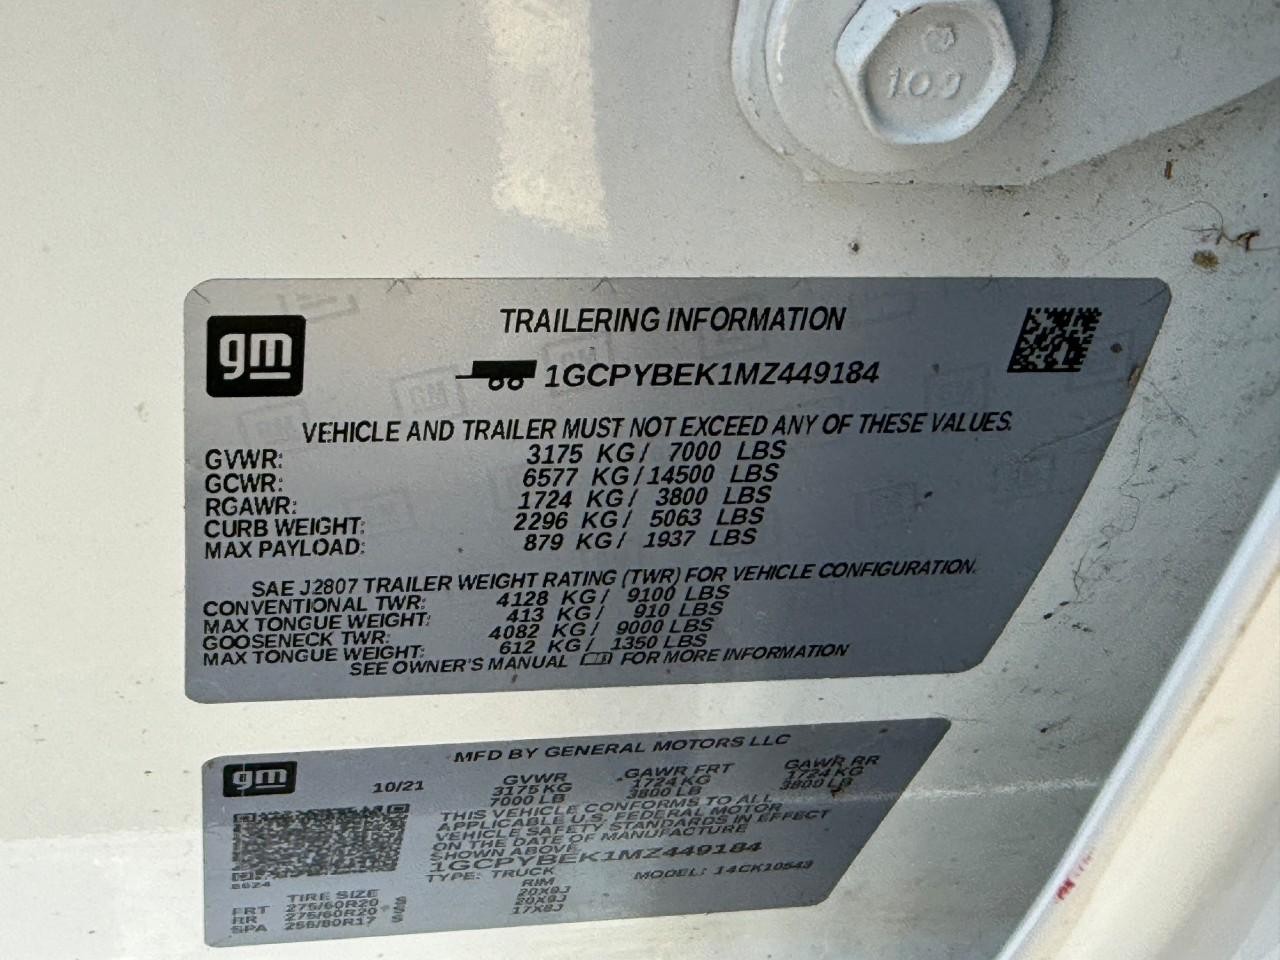 10.9
gm
TRAILERING INFORMATION
1GCPYBEK1MZ449184
VEHICLE AND TRAILER MUST NOT EXCEED ANY OF THESE VALUES.
GVWR: 3175 KG/ 7000 LBS
GCWR: 6577 KG/14500 LBS
RGAWR: 1724 KG/ 3800 LBS
CURB WEIGHT: 2296 KG/ 5063 LBS
MAX PAYLOAD: 879 KG/ 1937 LBS
SAE J2807 TRAILER WEIGHT RATING (TWR) FOR VEHICLE CONFIGURATION.
CONVENTIONAL TWR: 4128 KG/ 9100 LBS
MAX TONGUE WEIGHT: 413 KG/ 910 LBS
GOOSENECK TWR: 4082 KG/ 9000 LBS
MAX TONGUE WEIGHT: 612 KG/ 1350 LBS
SEE OWNER'S MANUAL FOR MORE INFORMATION
gm
MFD BY GENERAL MOTORS LLC
10/21
GVWR GAWR FRT GAWR RR
3175 KG 1724 KG 1724 KG
7000 LB 3800 LB 3800 LB
THIS VEHICLE CONFORMS TO ALL
APPLICABLE U.S. FEDERAL MOTOR
VEHICLE SAFETY STANDARDS IN EFFECT
ON THE DATE OF MANUFACTURE
SHOWN ABOVE.
1GCPYBEK1MZ449184
TYPE: TRUCK MODEL: 14CK10543
TIRE SIZE RIM
FRT 275/60R20 S 20X9J
RR 275/60R20 S 20X9J
SPA 255/80R17 S 17X8J